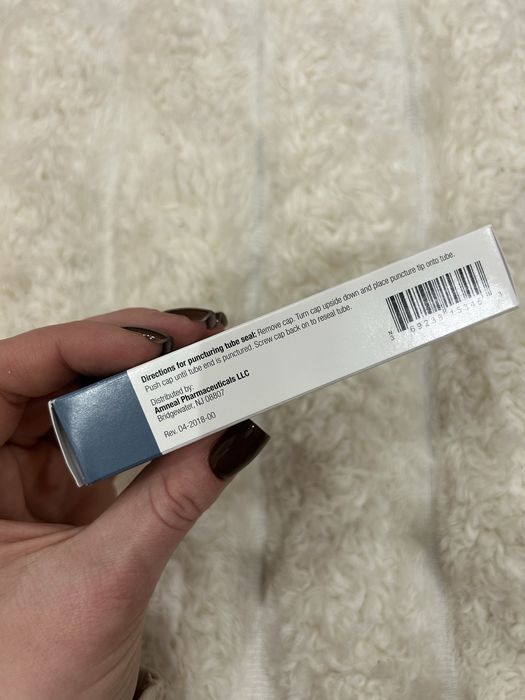 Directions for puncturing tube seal: Remove cap. Turn cap upside down and place puncture tip onto tube.
Push cap until tube end is punctured. Screw cap back on to reseal tube.
Distributed by:
Amneal Pharmaceuticals LLC
Bridgewater, NJ 08807
Rev. 04-2018-00
N
3